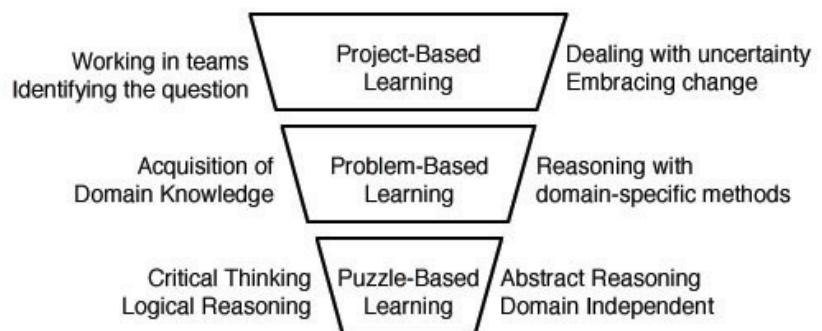 Working in teams
Identifying the question
Project-Based
Learning
Dealing with uncertainty
Embracing change
Acquisition of
Domain Knowledge
Problem-Based
Learning
Reasoning with
domain-specific methods
Critical Thinking
Logical Reasoning
Puzzle-Based
Learning
Abstract Reasoning
Domain Independent